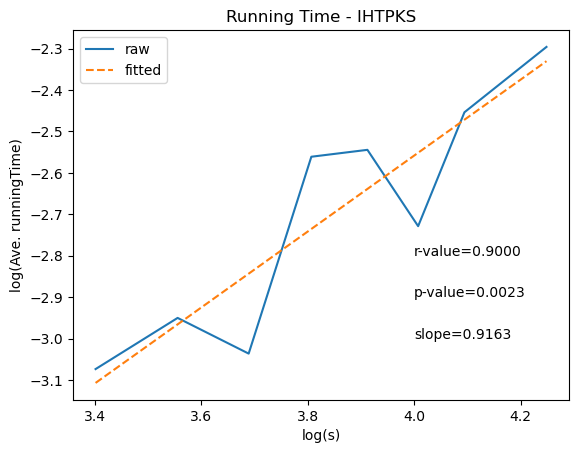 Running Time - IHTPKS
raw
fitted
−2.3
−2.4
−2.5
−2.6
−2.7
−2.8
−2.9
−3.0
−3.1
log(Ave. runningTime)
r-value=0.9000
p-value=0.0023
slope=0.9163
3.4
3.6
3.8
4.0
4.2
log(s)